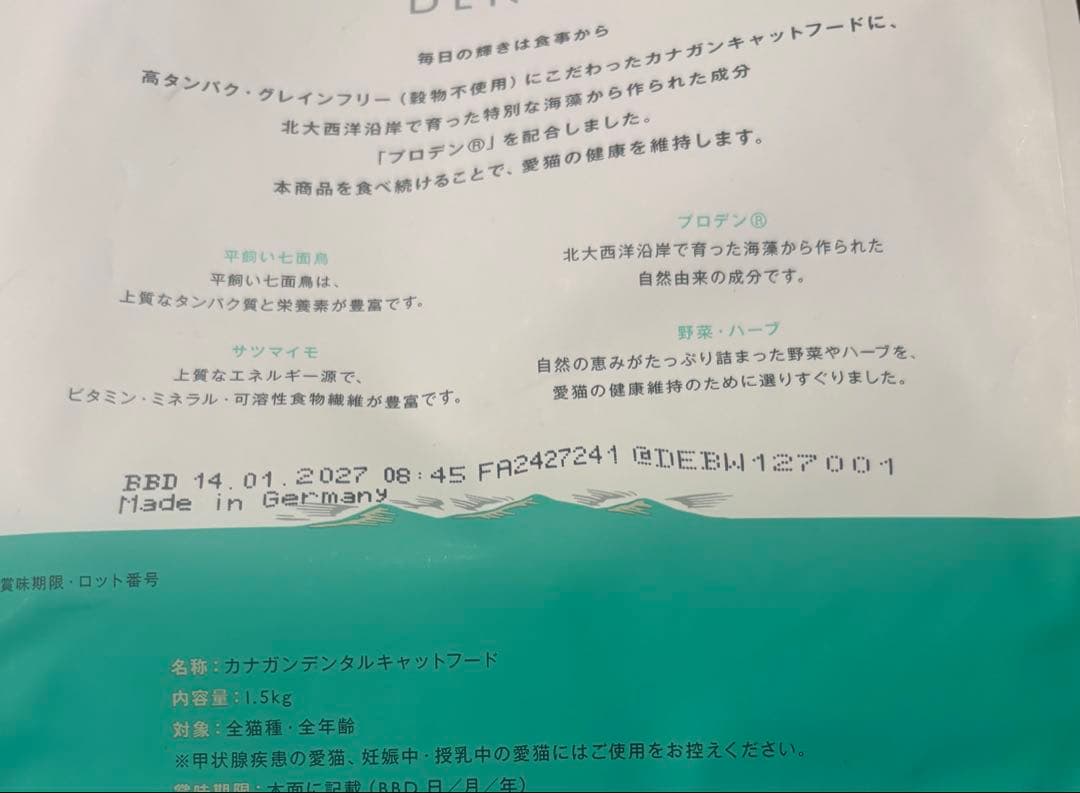 毎日の輝きは食事から
高タンパク・グレインフリー（穀物不使用）にこだわったカナガンキャットフードに、
北大西洋沿岸で育った特別な海藻から作られた成分
「プロデン®」を配合しました。
本商品を食べ続けることで、愛猫の健康を維持します。
平飼い七面鳥
平飼い七面鳥は、
上質なタンパク質と栄養素が豊富です。
サツマイモ
上質なエネルギー源で、
ビタミン・ミネラル・可溶性食物繊維が豊富です。
プロデン®
北大西洋沿岸で育った海藻から作られた
自然由来の成分です。
野菜・ハーブ
自然の恵みがたっぷり詰まった野菜やハーブを、
愛猫の健康維持のために選りすぐりました。
BBD 14.01.2027 08:45 FA2427241 @DEBW127001
Made in Germany
賞味期限・ロット番号
名称：カナガンデンタルキャットフード
内容量：1.5kg
対象：全猫種・全年齢
※甲状腺疾患の愛猫、妊娠中・授乳中の愛猫にはご使用をお控えください。
賞味期限：本面に記載（BBD 日／月／年）